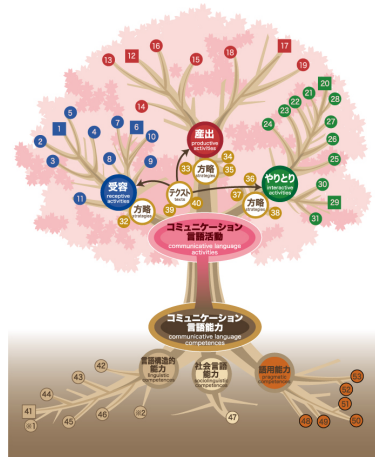 16
18
17
13
12
15
19
14
20
21
28
22
23
27
24
26
25
5
1
7
6
2
4
10
3
8
9
11
産出
productive
activities
33
方略
strategies
34
35
受容
receptive
activities
テクスト
texts
やりとり
interactive
activities
30
29
31
32
方略
strategies
39
40
36
37
方略
strategies
38
コミュニケーション
言語活動
communicative language
activities
コミュニケーション
言語能力
communicative language
competences
言語構造的
能力
linguistic
competences
社会言語
能力
sociolinguistic
competences
語用能力
pragmatic
competences
42
43
44
41
※1
45
46
※2
47
53
52
51
48
49
50